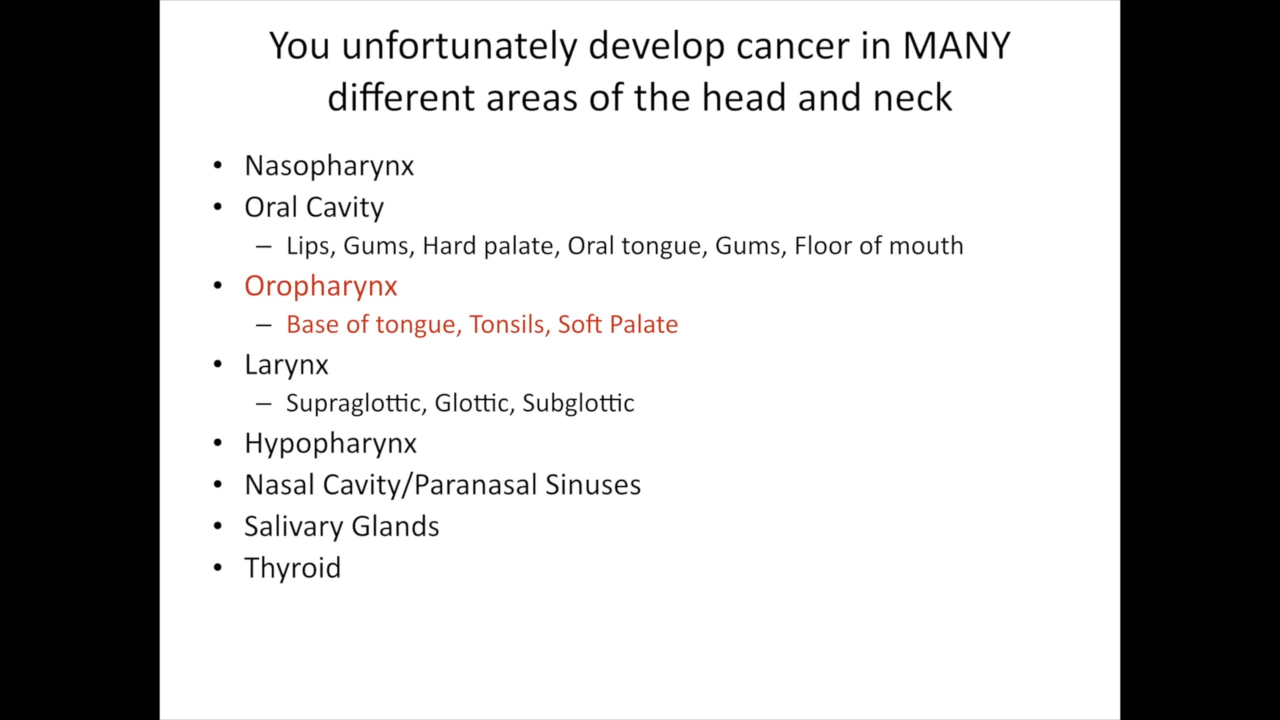 You unfortunately develop cancer in MANY
different areas of the head and neck
• Nasopharynx
• Oral Cavity
– Lips, Gums, Hard palate, Oral tongue, Gums, Floor of mouth
• Oropharynx
– Base of tongue, Tonsils, Soft Palate
• Larynx
– Supraglottic, Glottic, Subglottic
• Hypopharynx
• Nasal Cavity/Paranasal Sinuses
• Salivary Glands
• Thyroid